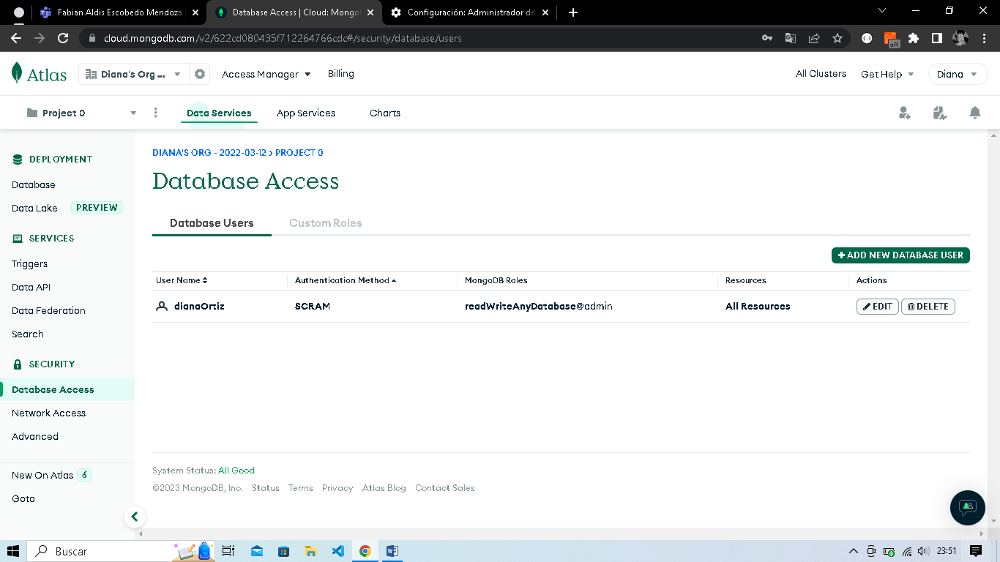 Fabian Aldis Escobedo Mendoza
Database Access | Cloud: Mongo
Configuración: Administrador de
cloud.mongodb.com/v2/622cd080435f712264766cdc#/security/database/users
off
Atlas
Diana's Org ...
Access Manager
Billing
All Clusters
Get Help
Diana
Project 0
Data Services
App Services
Charts
DEPLOYMENT
Database
Data Lake PREVIEW
SERVICES
Triggers
Data API
Data Federation
Search
SECURITY
Database Access
Network Access
Advanced
New On Atlas 6
Goto
DIANA'S ORG - 2022-03-12 > PROJECT 0
Database Access
Database Users
Custom Roles
+ ADD NEW DATABASE USER
User Name Authentication Method MongoDB Roles Resources Actions
dianaOrtiz SCRAM readWriteAnyDatabase@admin All Resources EDIT DELETE
System Status: All Good
©2023 MongoDB, Inc. Status Terms Privacy Atlas Blog Contact Sales
Buscar
23:51